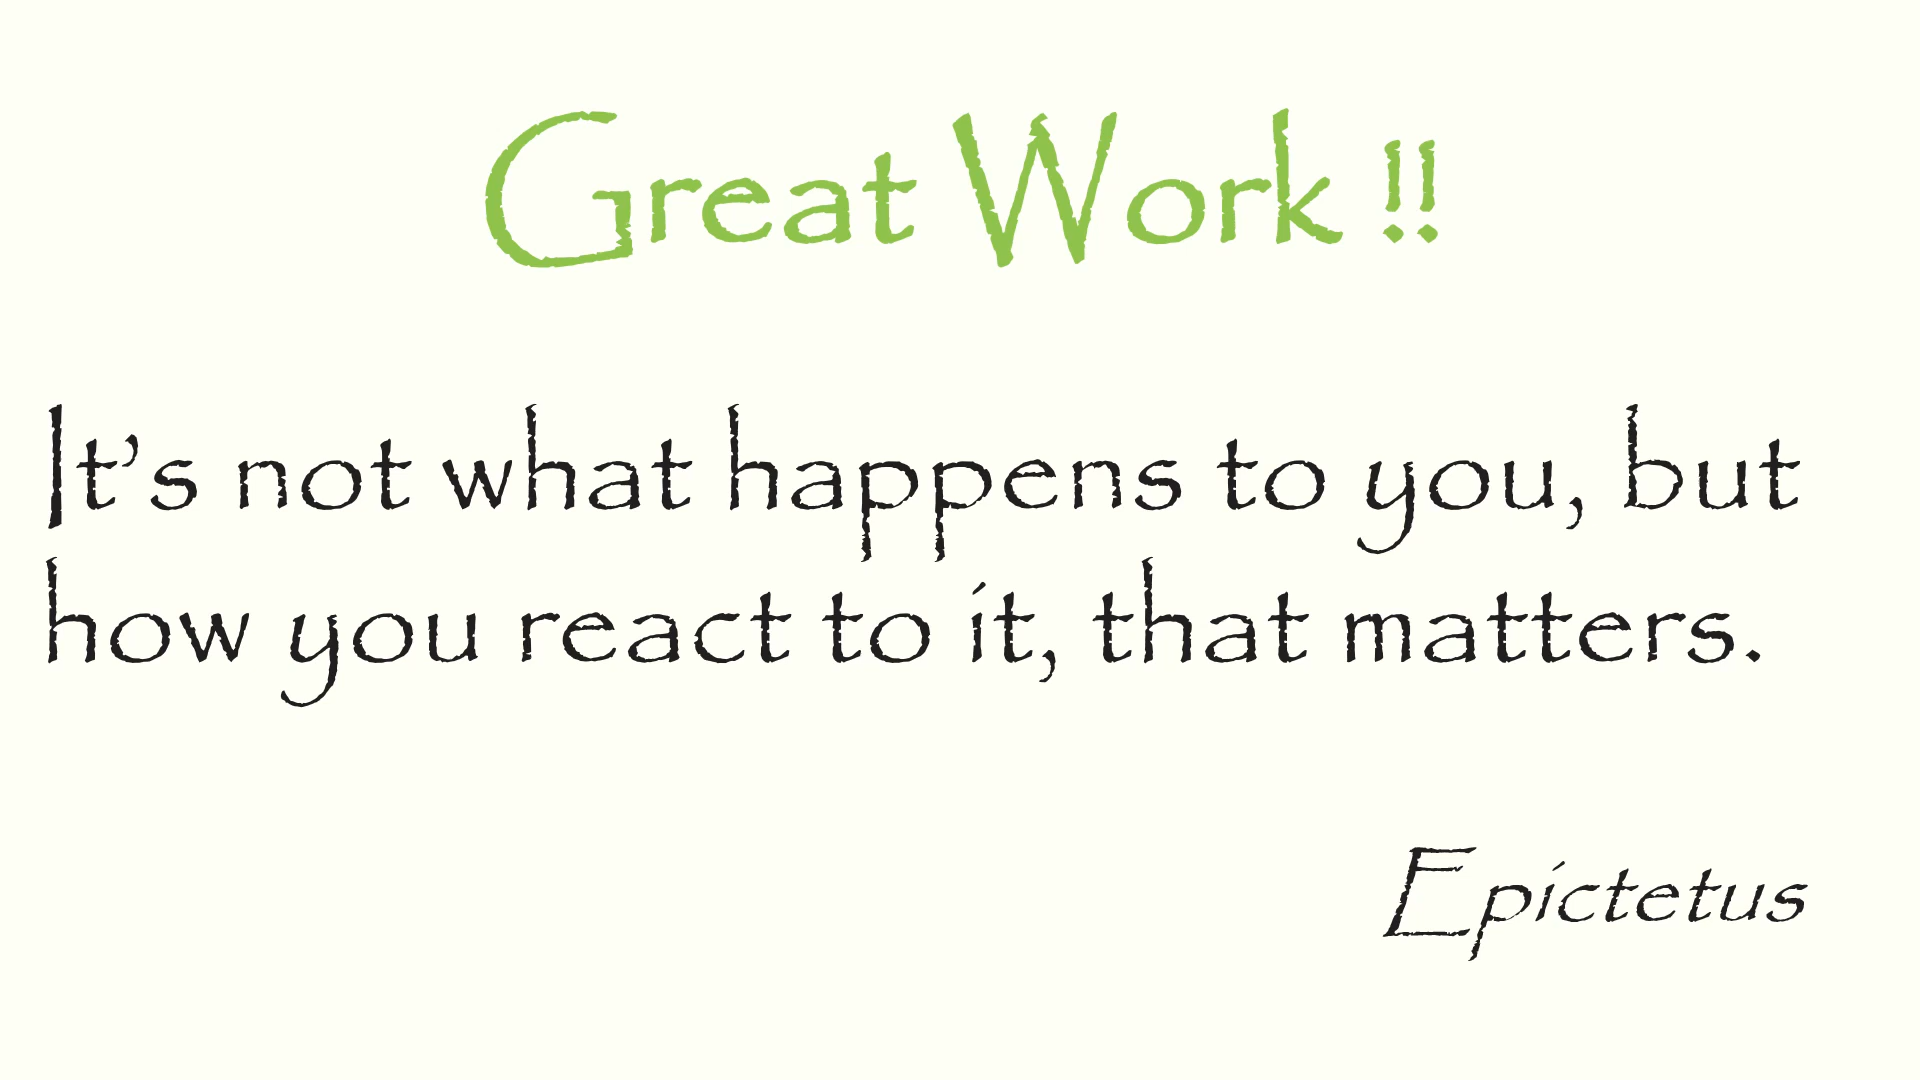 Great Work !!
It’s not what happens to you, but
how you react to it, that matters.
Epictetus